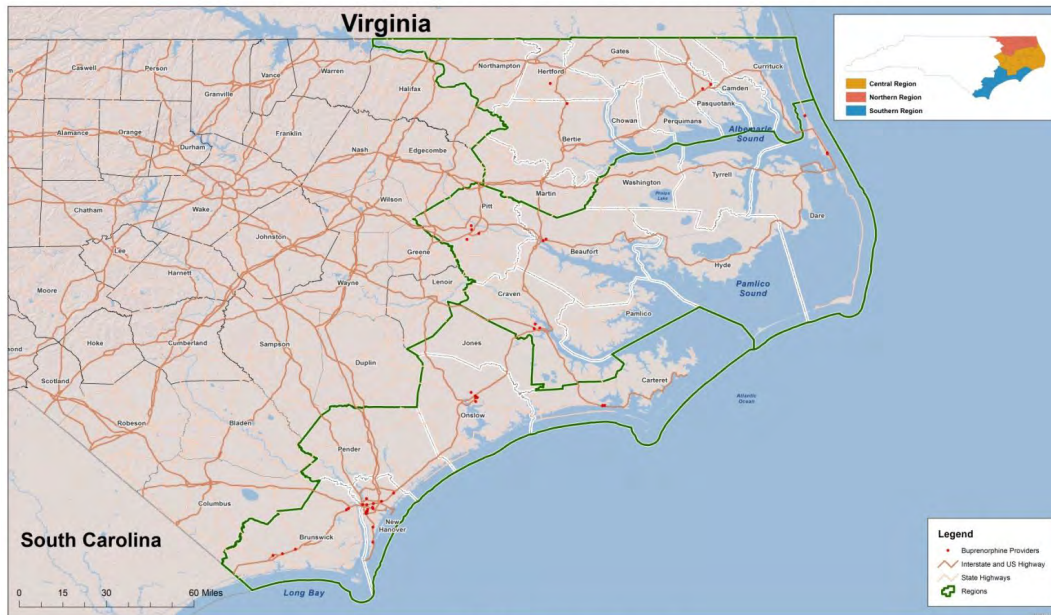 Virginia
Gates
Currituck
Caswell
Person
Northampton
Hertford
Vance
Warren
Camden
Granville
Halifax
Pasquotank
Chowan
Perquimans
Alamance
Orange
Franklin
Bertie
Albemarle
Sound
Durham
Nash
Edgecombe
Washington
Tyrrell
Martin
Phelps
Lake
Wilson
Pitt
Dare
Chatham
Wake
Johnston
Greene
Beaufort
Lee
Hyde
Harnett
Wayne
Lenoir
Pamlico
Sound
Moore
Craven
Pamlico
Hoke
Cumberland
Sampson
Jones
Duplin
Carteret
Scotland
Atlantic
Ocean
Onslow
Robeson
Bladen
Pender
Columbus
New
Hanover
South Carolina
Brunswick
Long Bay
0 15 30 60 Miles
Central Region
Northern Region
Southern Region
Legend
Buprenorphine Providers
Interstate and US Highway
State Highways
Regions